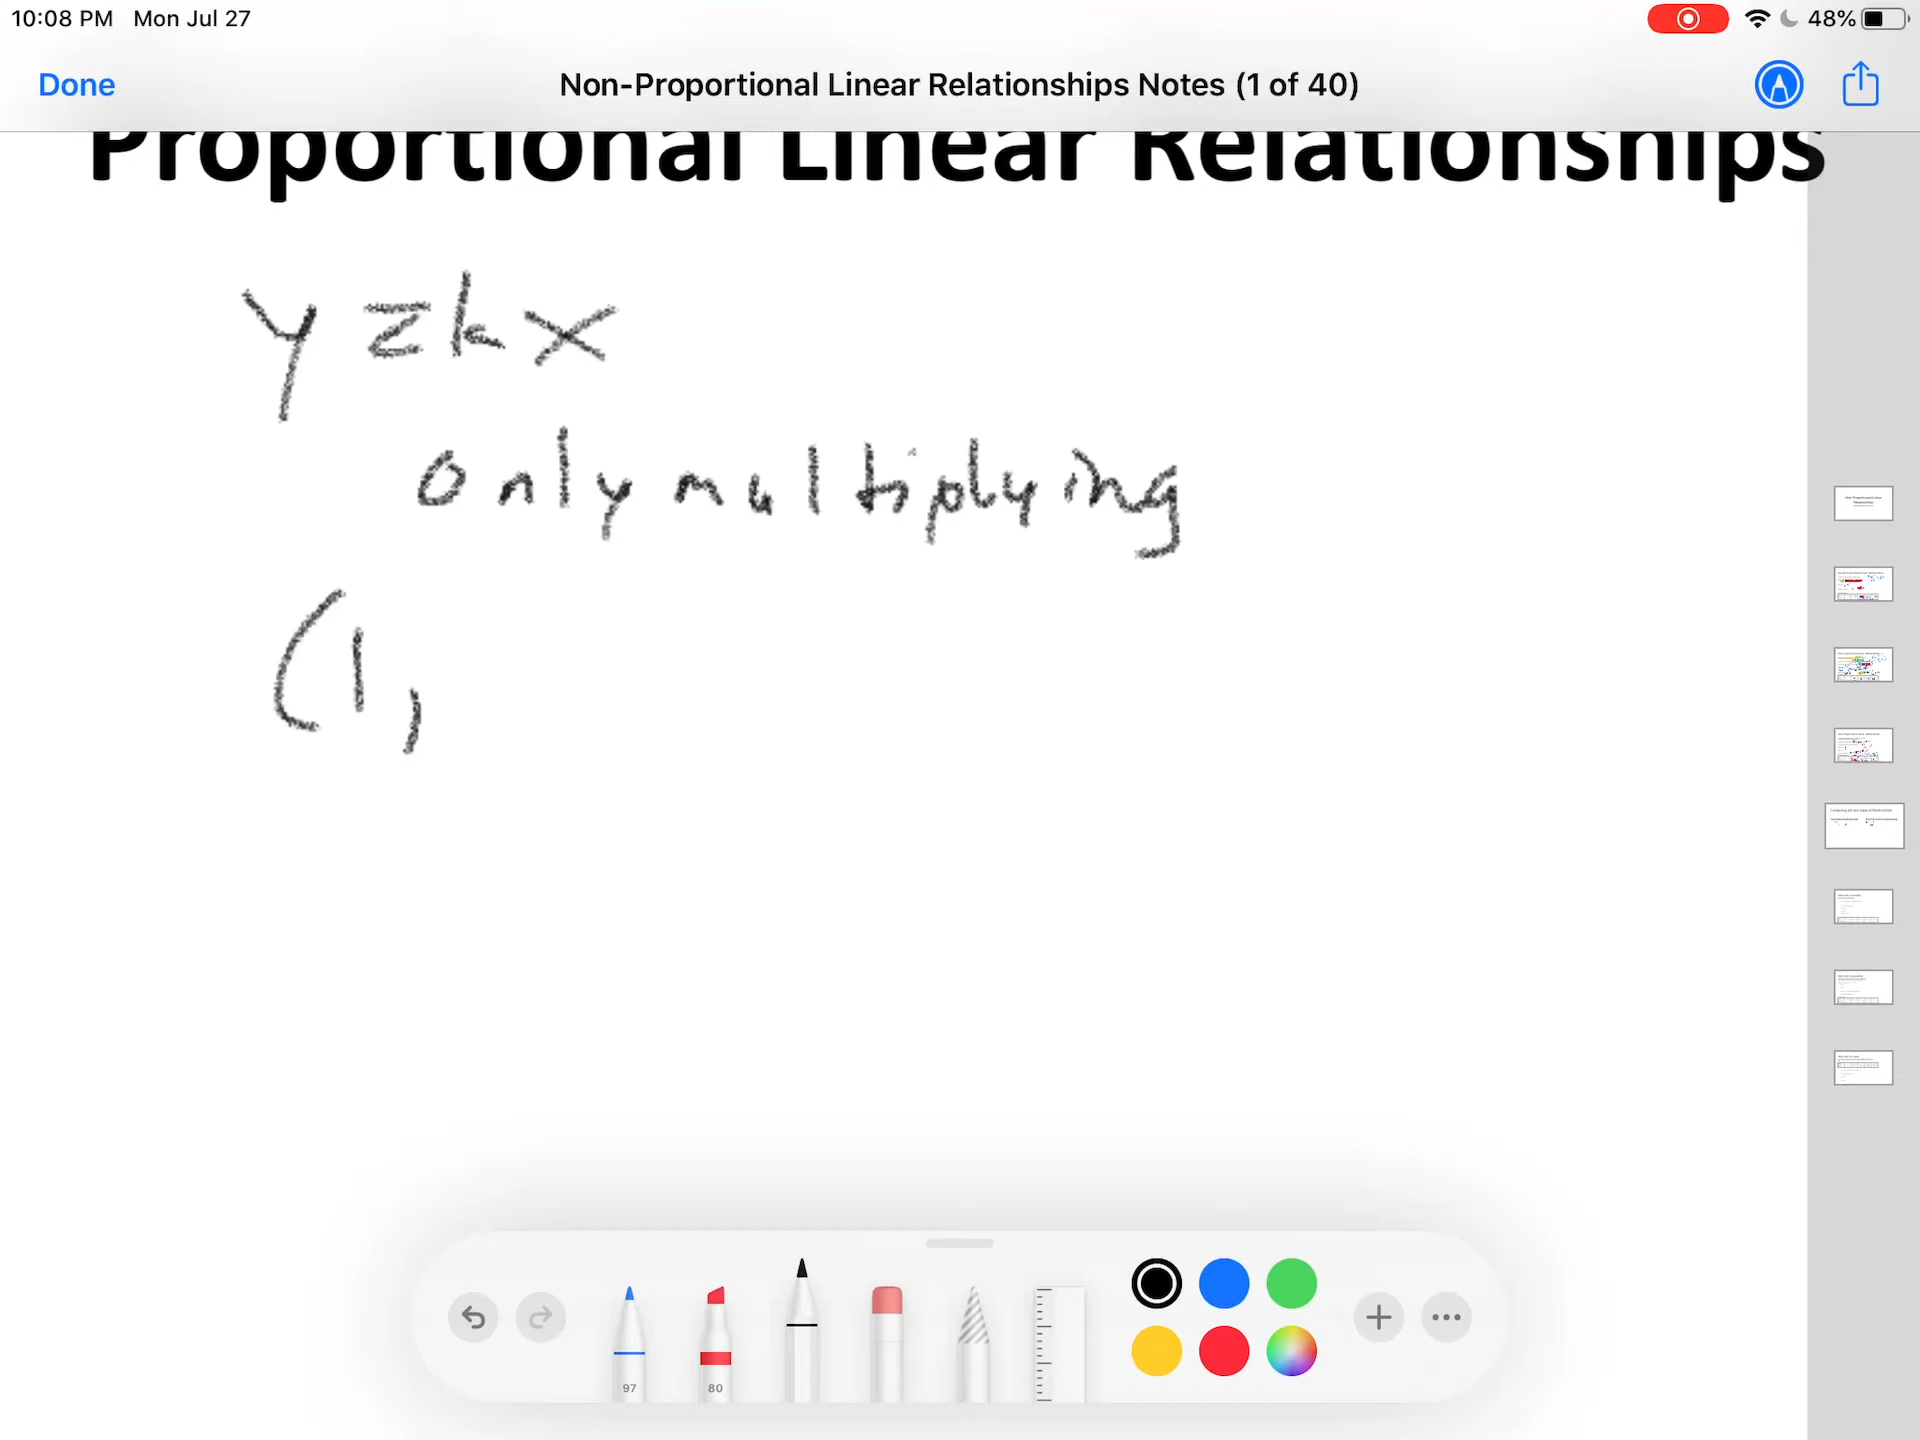 10:08 PM Mon Jul 27
48%
Done
Non-Proportional Linear Relationships Notes (1 of 40)
Proportional Linear Relationships
y = kx
only multiplying
(1,
97
80